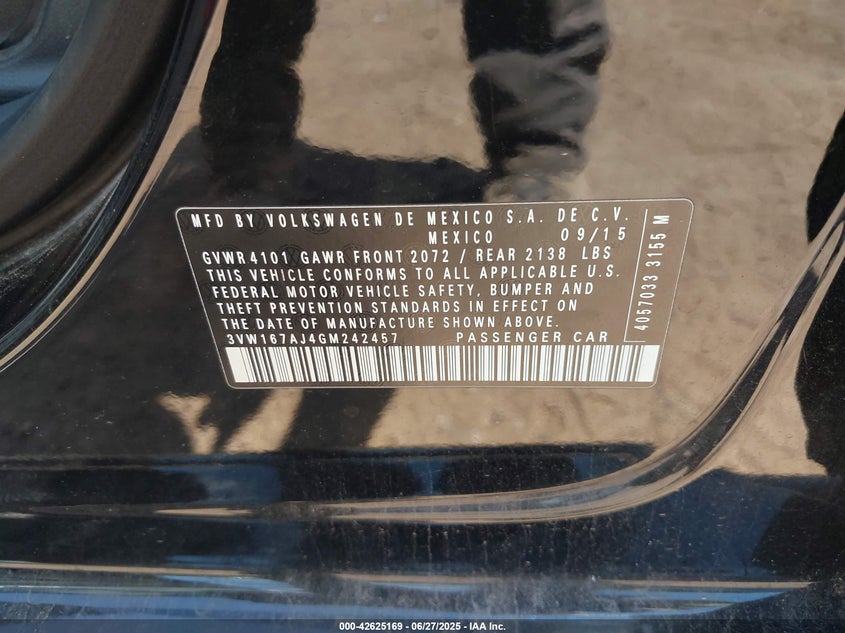 MFD BY VOLKSWAGEN DE MEXICO S.A. DE C.V.
MEXICO 09/15
GVWR 4101 GAWR FRONT 2072 / REAR 2138 LBS
THIS VEHICLE CONFORMS TO ALL APPLICABLE U.S.
FEDERAL MOTOR VEHICLE SAFETY, BUMPER AND
THEFT PREVENTION STANDARDS IN EFFECT ON
THE DATE OF MANUFACTURE SHOWN ABOVE.
3VW167AJ4GM242457 PASSENGER CAR
4057033 3155 M
000-42625169 - 06/27/2025 - IAA Inc.